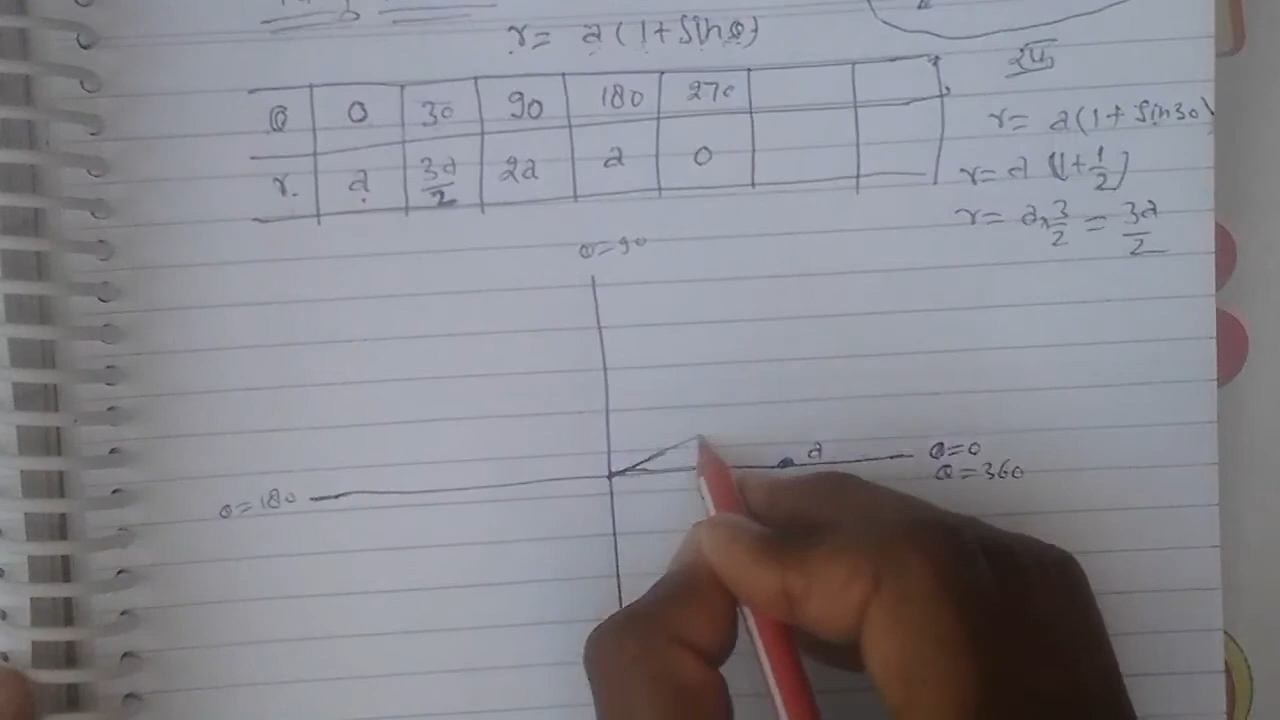 r = a(1+sinθ)
θ 0 30 90 180 270
r. a 3a/2 2a a 0
रफ
r = a(1+sin30)
r = a (1+1/2)
r = a×3/2 = 3a/2
θ=90
a
θ=0
θ=360
θ=180